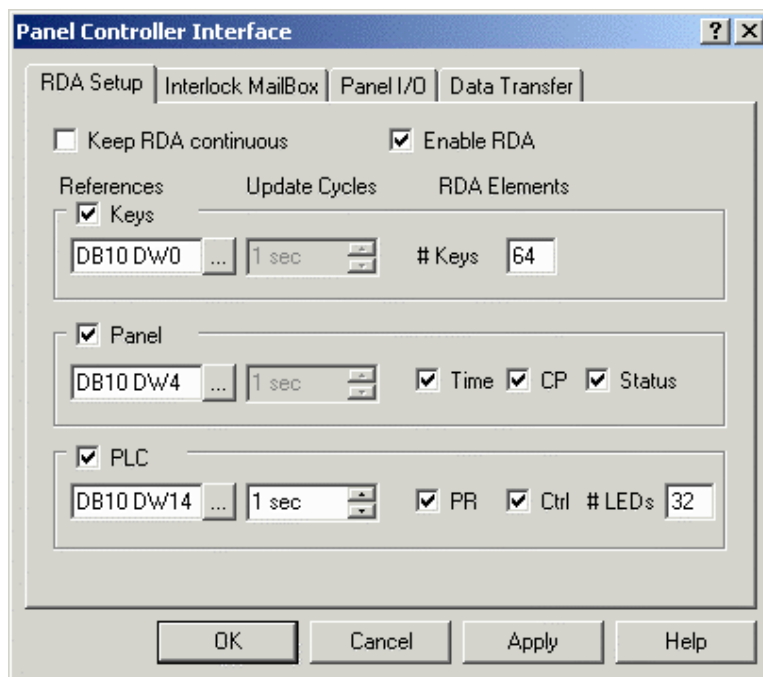 Panel Controller Interface
RDA Setup Interlock MailBox Panel I/O Data Transfer
Keep RDA continuous Enable RDA
References Update Cycles RDA Elements
Keys
DB10 DW0 ... 1 sec # Keys 64
Panel
DB10 DW4 ... 1 sec Time CP Status
PLC
DB10 DW14 ... 1 sec PR Ctrl # LEDs 32
OK Cancel Apply Help